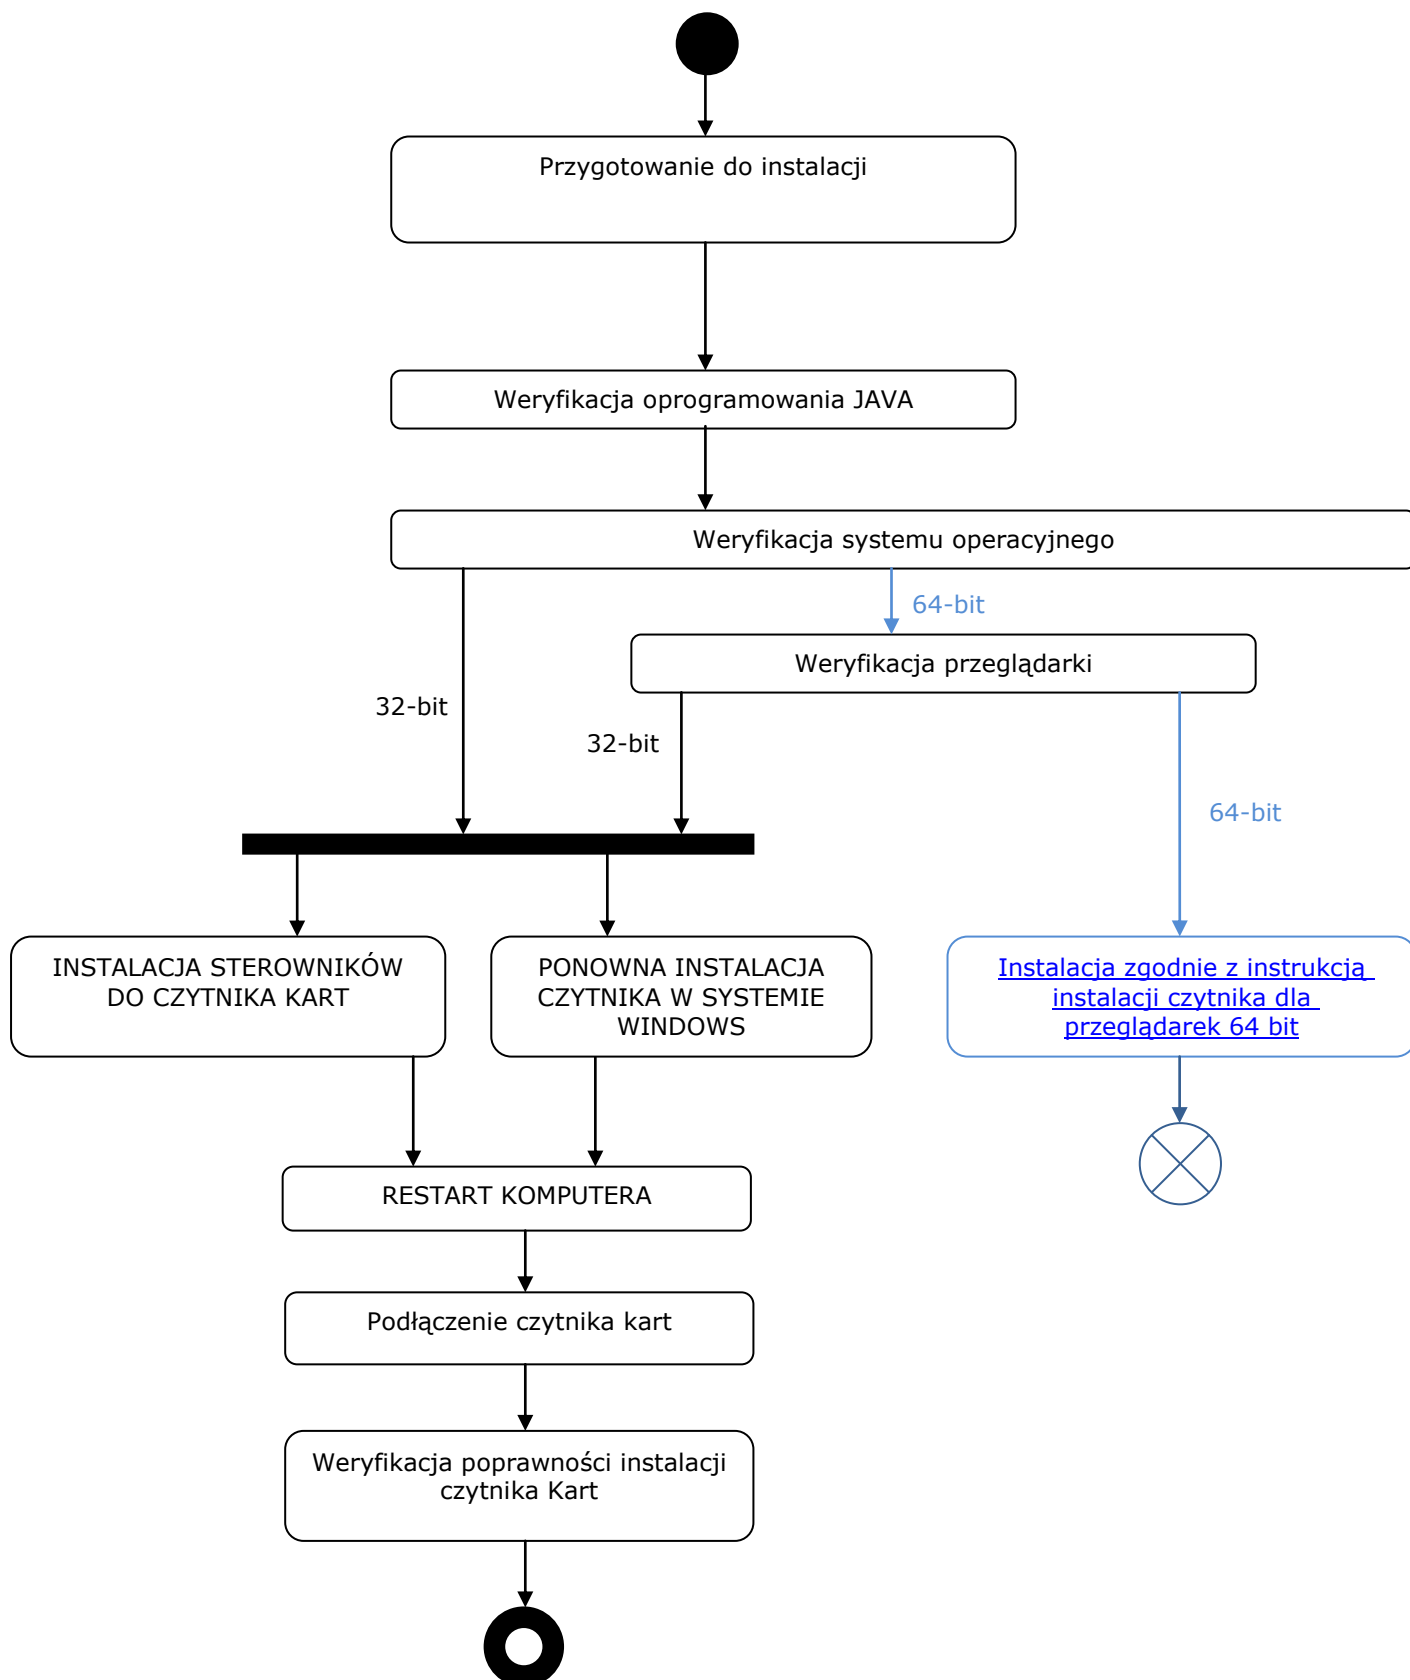 Przygotowanie do instalacji
Weryfikacja oprogramowania JAVA
Weryfikacja systemu operacyjnego
64-bit
Weryfikacja przeglądarki
32-bit
32-bit
64-bit
INSTALACJA STEROWNIKÓW
DO CZYTNIKA KART
PONOWNA INSTALACJA
CZYTNIKA W SYSTEMIE
WINDOWS
Instalacja zgodnie z instrukcją
instalacji czytnika dla
przeglądarek 64 bit
RESTART KOMPUTERA
Podłączenie czytnika kart
Weryfikacja poprawności instalacji
czytnika Kart